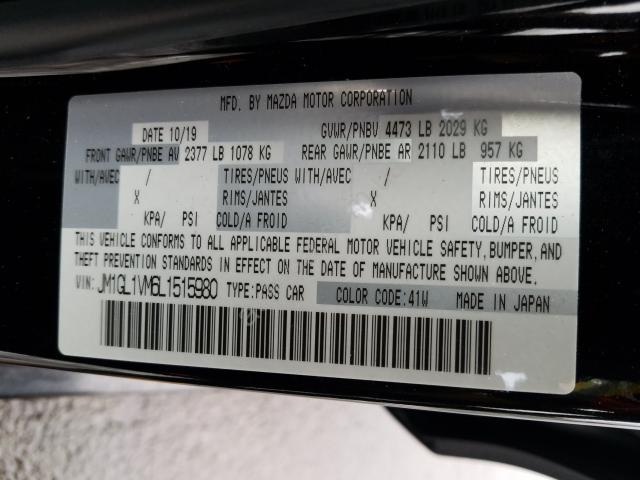 MFD. BY MAZDA MOTOR CORPORATION
DATE 10/19 GVWR/PNBV 4473 LB 2029 KG
FRONT GAWR/PNBE AV 2377 LB 1078 KG REAR GAWR/PNBE AR 2110 LB 957 KG
WITH/AVEC / TIRES/PNEUS WITH/AVEC / TIRES/PNEUS
X RIMS/JANTES X RIMS/JANTES
KPA/ PSI COLD/A FROID KPA/ PSI COLD/A FROID
THIS VEHICLE CONFORMS TO ALL APPLICABLE FEDERAL MOTOR VEHICLE SAFETY, BUMPER, AND
THEFT PREVENTION STANDARDS IN EFFECT ON THE DATE OF MANUFACTURE SHOWN ABOVE.
VIN: JM1GL1VM6L1515980 TYPE:PASS CAR COLOR CODE:41W MADE IN JAPAN